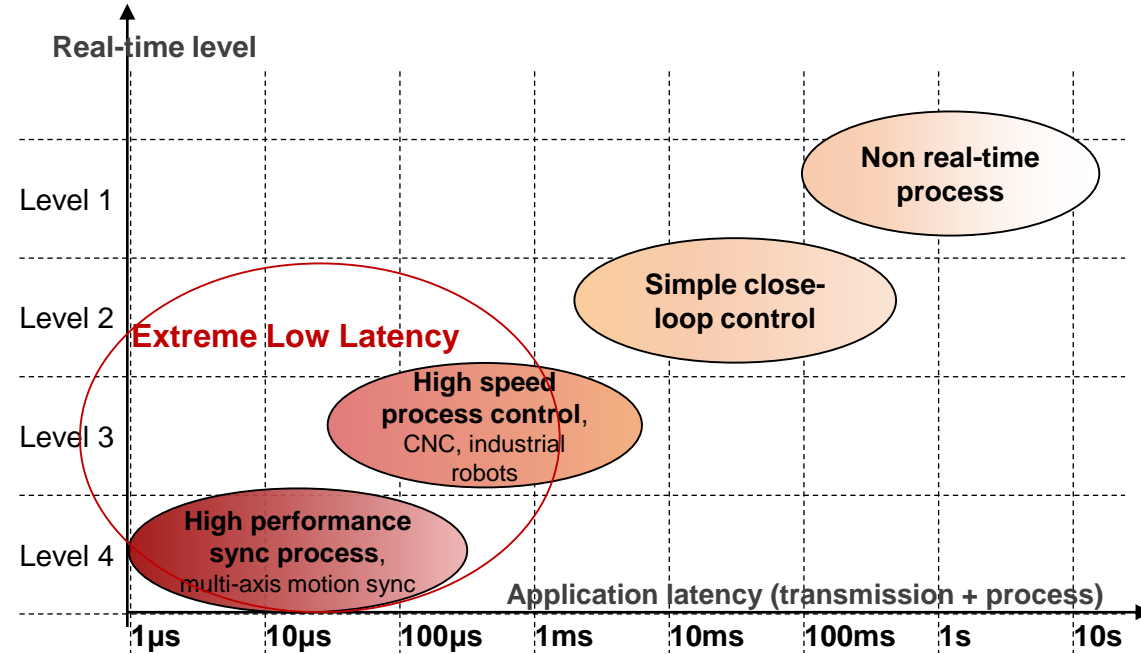 Real-time level
Non real-time
process
Level 1
Simple close-
loop control
Level 2
Extreme Low Latency
High speed
process control,
CNC, industrial
robots
Level 3
High performance
sync process,
multi-axis motion sync
Level 4
Application latency (transmission + process)
1µs 10µs 100µs 1ms 10ms 100ms 1s 10s